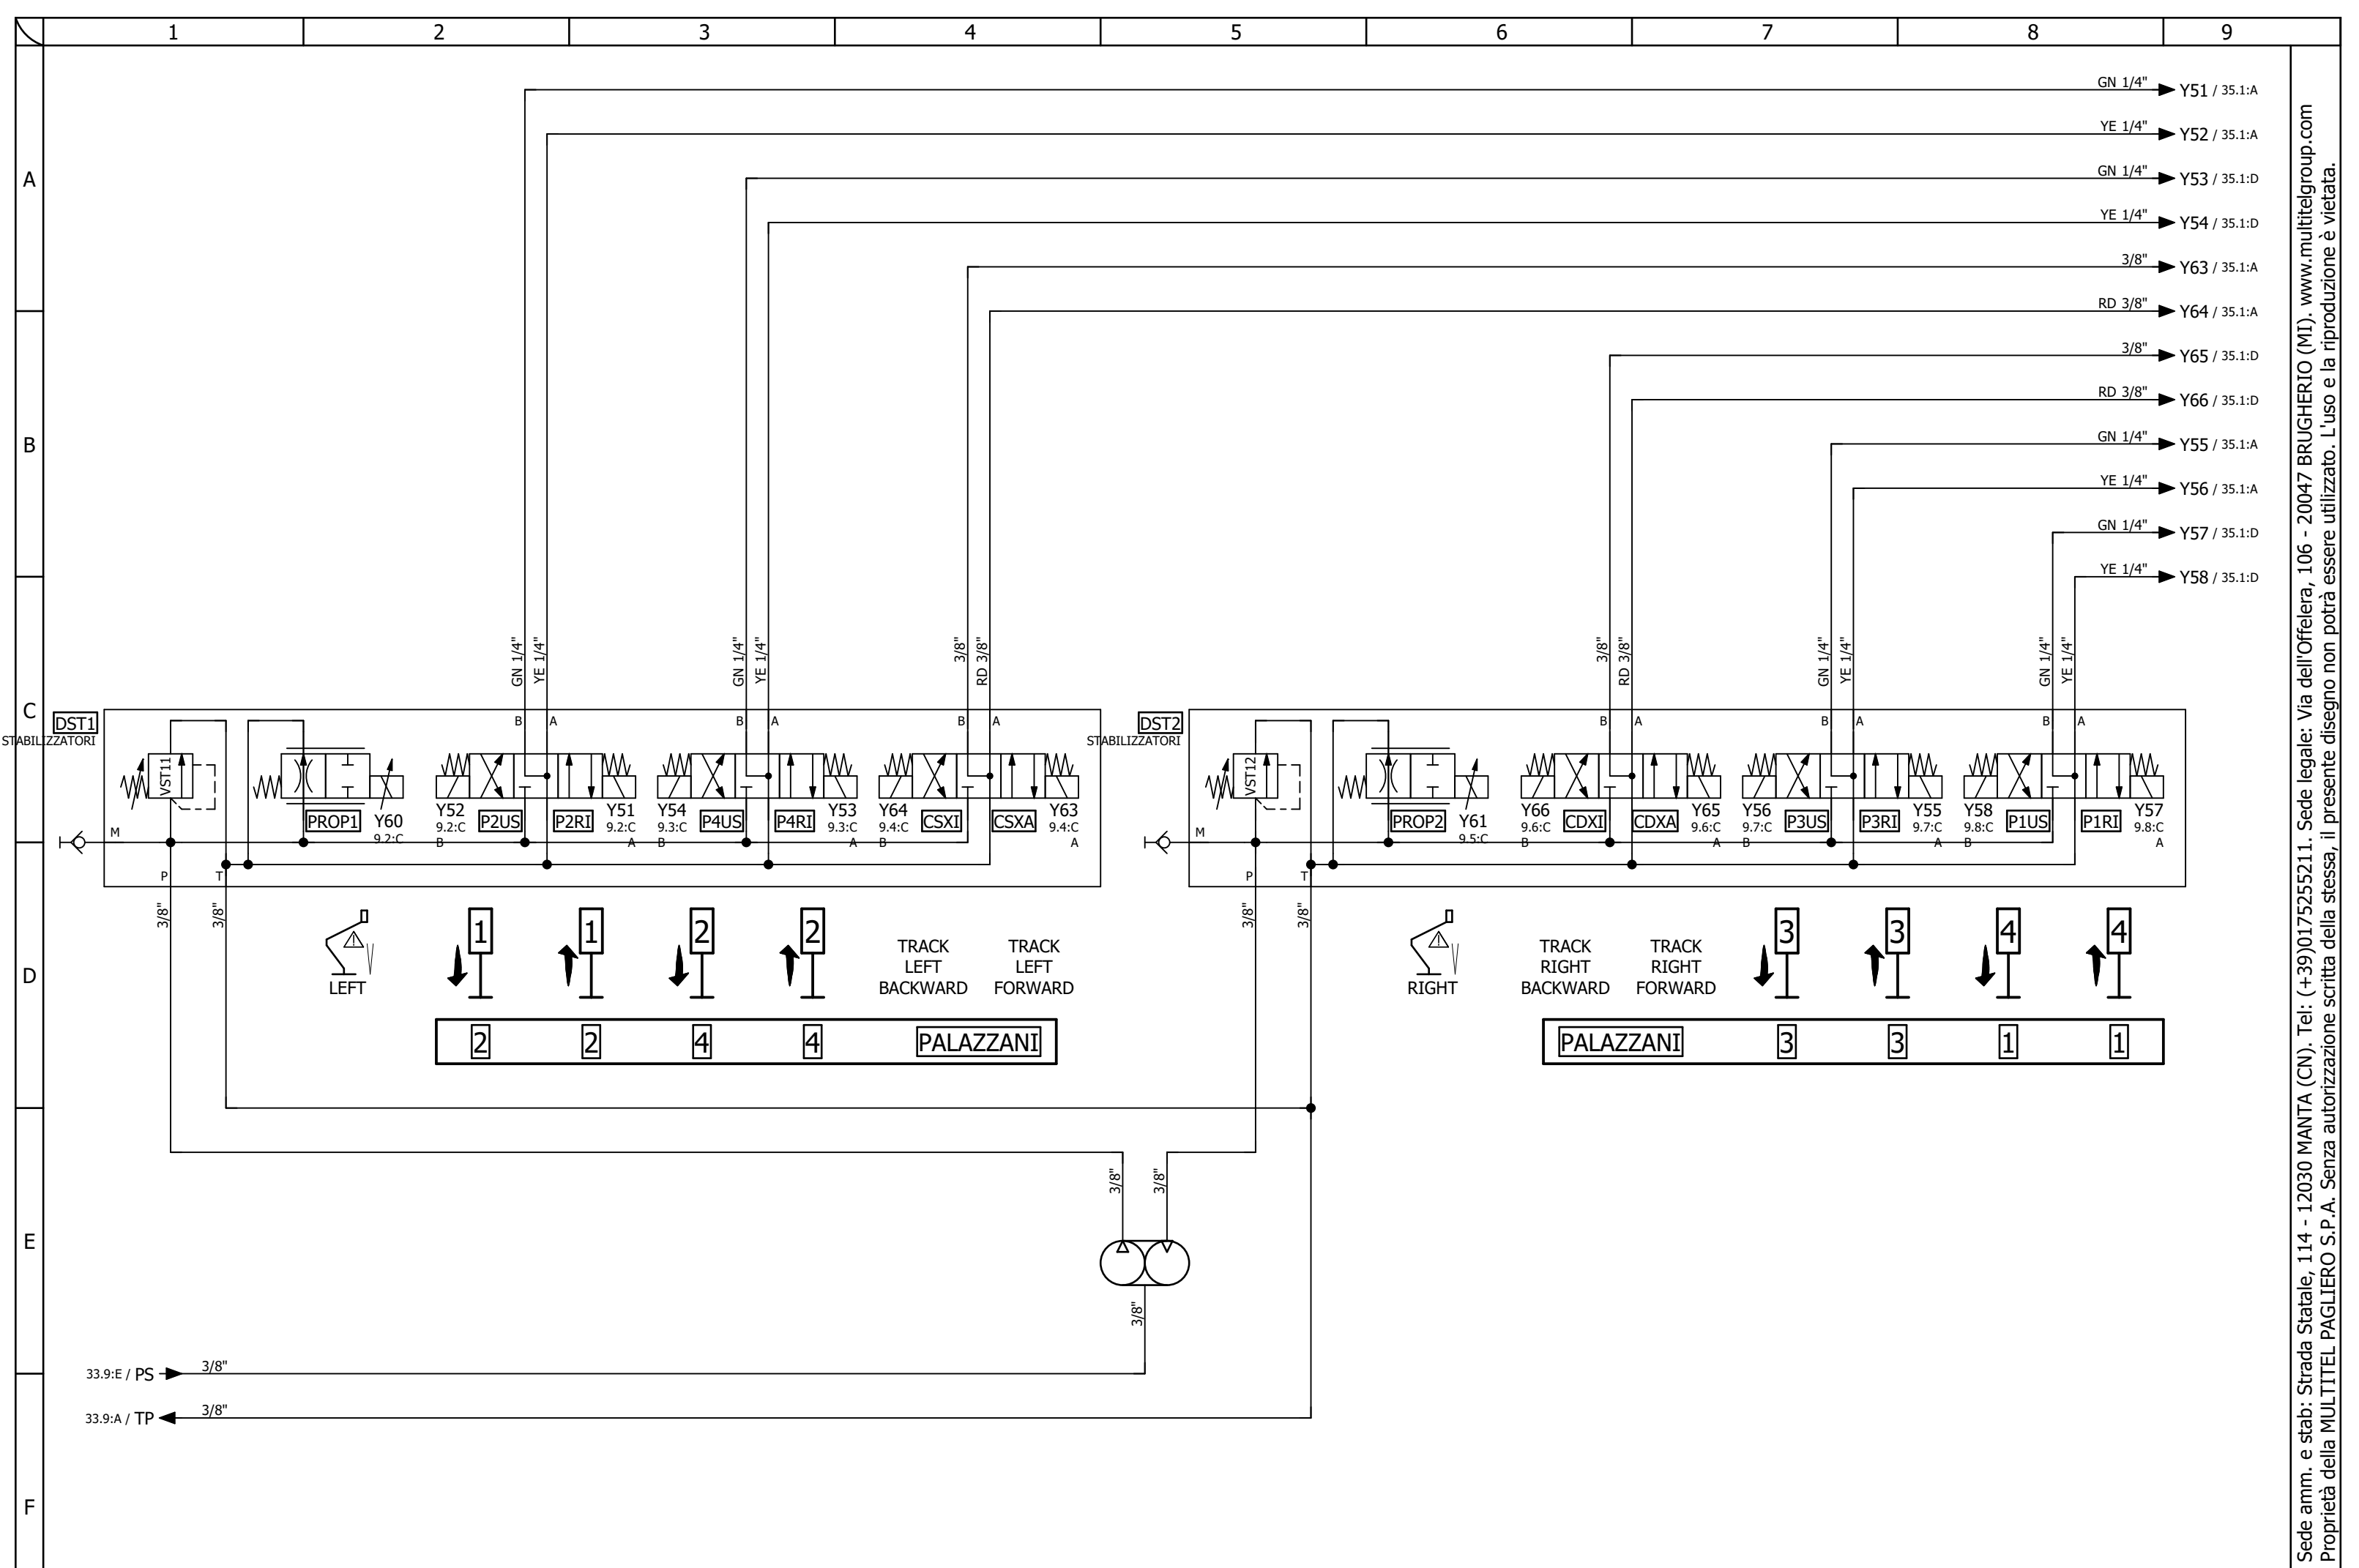 1 2 3 4 5 6 7 8 9
A
B
C
D
E
F
GN 1/4" Y51 / 35.1:A
YE 1/4" Y52 / 35.1:A
GN 1/4" Y53 / 35.1:D
YE 1/4" Y54 / 35.1:D
3/8" Y63 / 35.1:A
RD 3/8" Y64 / 35.1:A
3/8" Y65 / 35.1:D
RD 3/8" Y66 / 35.1:D
GN 1/4" Y55 / 35.1:A
YE 1/4" Y56 / 35.1:A
GN 1/4" Y57 / 35.1:D
YE 1/4" Y58 / 35.1:D
GN 1/4" YE 1/4" GN 1/4" YE 1/4" 3/8" RD 3/8" 3/8" RD 3/8" GN 1/4" YE 1/4" GN 1/4" YE 1/4"
DST1 B A B A B A DST2 B A B A B A
STABILIZZATORI STABILIZZATORI
VST11 VST12
Y52 Y51 Y54 Y53 Y64 Y63 Y66 Y65 Y56 Y55 Y58 Y57
PROP1 Y60 P2US P2RI P4US P4RI CSXI CSXA PROP2 Y61 CDXI CDXA P3US P3RI P1US P1RI
9.2:C 9.2:C 9.3:C 9.3:C 9.4:C 9.4:C 9.6:C 9.6:C 9.7:C 9.7:C 9.8:C 9.8:C
M 9.2:C B A B A B A M 9.5:C B A B A B A
P T P T
3/8" 3/8" 3/8" 3/8"
1 1 2 2 3 3 4 4
LEFT
TRACK
LEFT
BACKWARD
TRACK
LEFT
FORWARD
RIGHT
TRACK
RIGHT
BACKWARD
TRACK
RIGHT
FORWARD
2 2 4 4 PALAZZANI PALAZZANI 3 3 1 1
3/8" 3/8"
3/8"
33.9:E / PS 3/8"
33.9:A / TP 3/8"
Sede amm. e stab: Strada Statale, 114 - 12030 MANTA (CN). Tel: (+39)01752555211. Sede legale: Via dell'Offelera, 106 - 20047 BRUGHERIO (MI). www.multitelgroup.com
Proprietà della MULTITEL PAGLIERO S.P.A. Senza autorizzazione scritta della stessa, il presente disegno non potrà essere utilizzato. L'uso e la riproduzione è vietata.